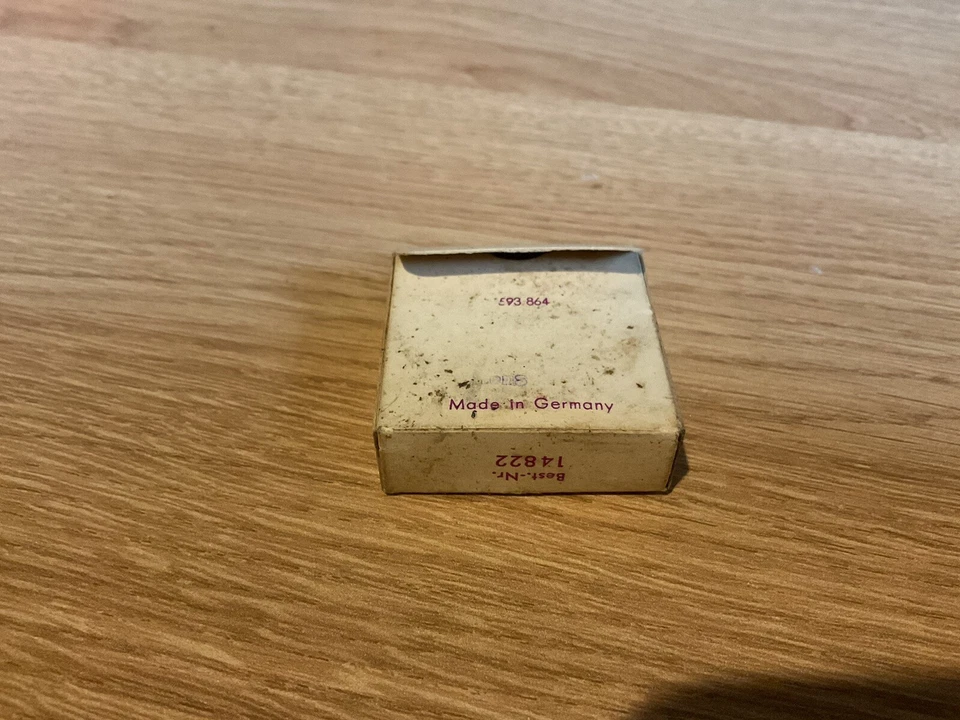 593 864
Made in Germany
Best.-Nr.
14822